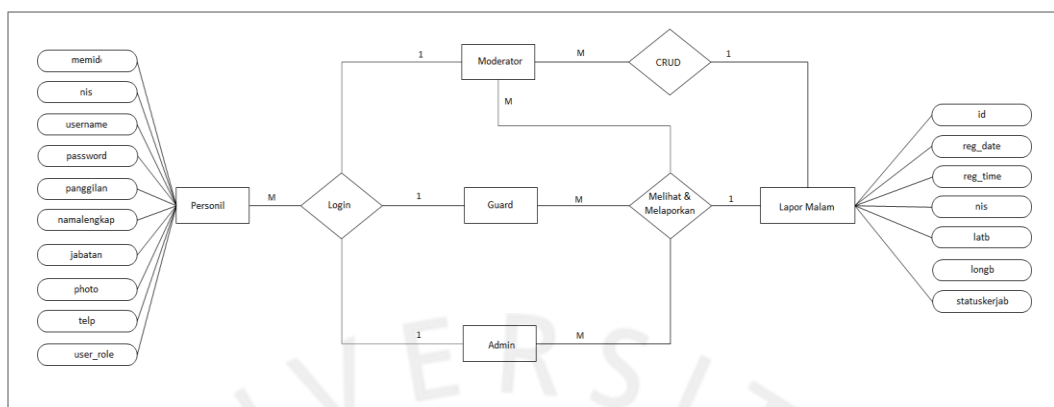 memid
nis
username
password
panggilan
namalengkap
jabatan
photo
telp
user_role
Personil
M
Login
1
Moderator
M
CRUD
1
M
1
Guard
M
Melihat &
Melaporkan
1
Lapor Malam
1
Admin
M
id
reg_date
reg_time
nis
latb
longb
statuskerjab
IVERSIT